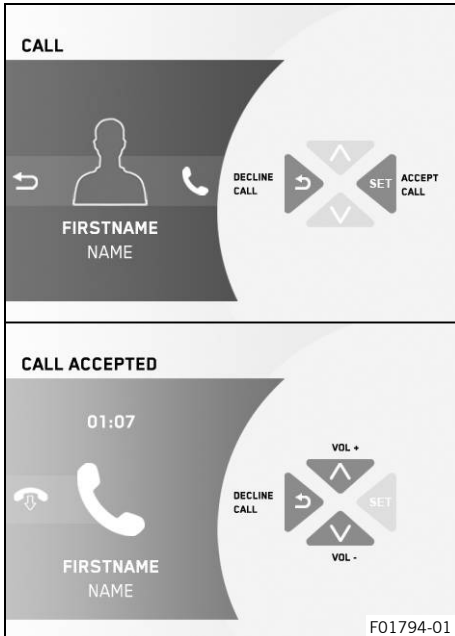 CALL
DECLINE
CALL
SET
ACCEPT
CALL
FIRSTNAME
NAME
CALL ACCEPTED
01:07
VOL +
DECLINE
CALL
SET
VOL -
FIRSTNAME
NAME
F01794-01